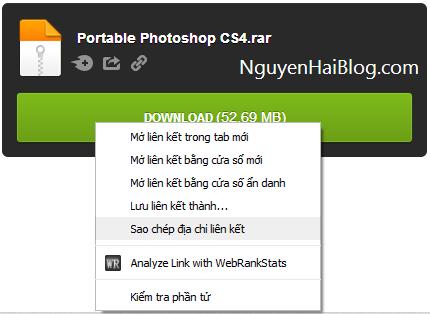 Portable Photoshop CS4.rar
NguyenHaiBlog.com
DOWNLOAD (52.69 MB)
Mở liên kết trong tab mới
Mở liên kết bằng cửa sổ mới
Mở liên kết bằng cửa sổ ẩn danh
Lưu liên kết thành...
Sao chép địa chỉ liên kết
WR Analyze Link with WebRankStats
Kiểm tra phần tử